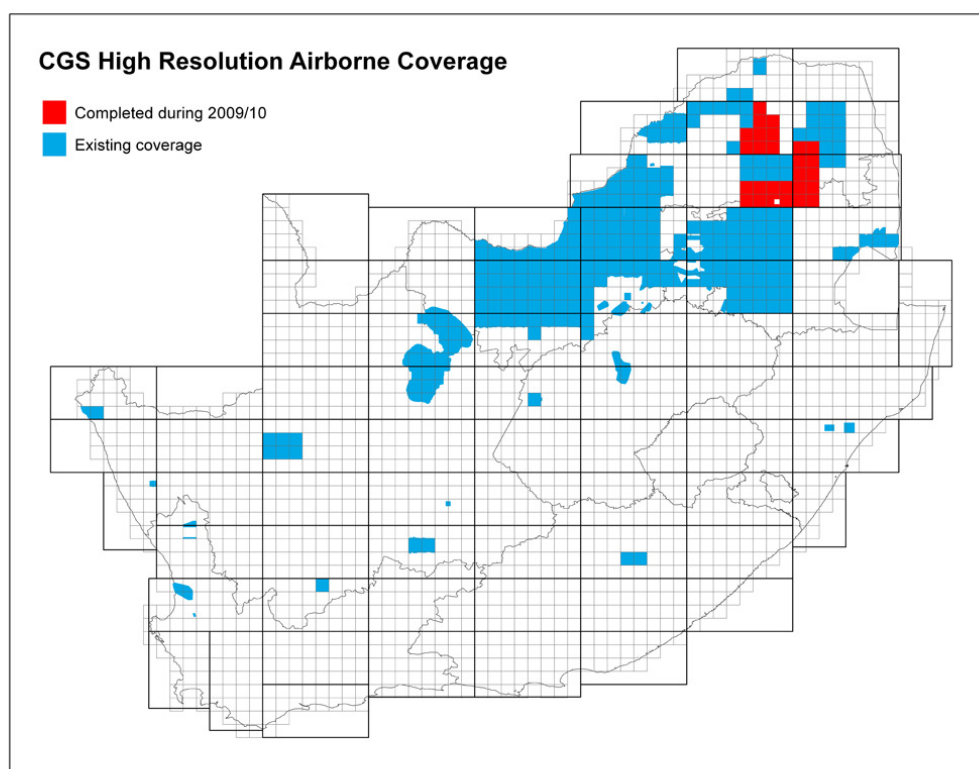 CGS High Resolution Airborne Coverage
Completed during 2009/10
Existing coverage